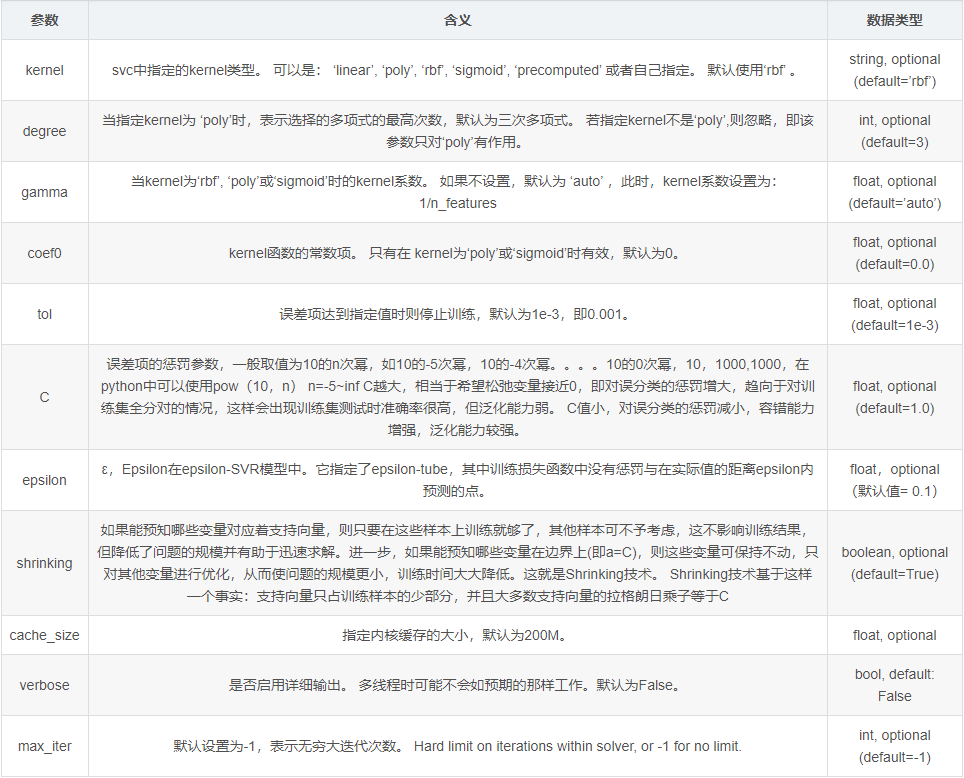 参数 含义 数据类型
kernel svc中指定的kernel类型。 可以是： ‘linear’, ‘poly’, ‘rbf’, ‘sigmoid’, ‘precomputed’ 或者自己指定。 默认使用‘rbf’ 。 string, optional
(default=’rbf’)
degree 当指定kernel为 ‘poly’时，表示选择的多项式的最高次数，默认为三次多项式。 若指定kernel不是‘poly’,则忽略，即该
参数只对‘poly’有作用。 int, optional
(default=3)
gamma 当kernel为‘rbf’, ‘poly’或‘sigmoid’时的kernel系数。 如果不设置，默认为 ‘auto’ ，此时，kernel系数设置为：
1/n_features float, optional
(default=’auto’)
coef0 kernel函数的常数项。 只有在 kernel为‘poly’或‘sigmoid’时有效，默认为0。 float, optional
(default=0.0)
tol 误差项达到指定值时则停止训练，默认为1e-3，即0.001。 float, optional
(default=1e-3)
C 误差项的惩罚参数，一般取值为10的n次幂，如10的-5次幂，10的-4次幂。。。。10的0次幂，10，1000,1000，在
python中可以使用pow（10，n） n=-5~inf C越大，相当于希望松弛变量接近0，即对误分类的惩罚增大，趋向于对训
练集全分对的情况，这样会出现训练集测试时准确率很高，但泛化能力弱。 C值小，对误分类的惩罚减小，容错能力
增强，泛化能力较强。 float, optional
(default=1.0)
epsilon ε，Epsilon在epsilon-SVR模型中。它指定了epsilon-tube，其中训练损失函数中没有惩罚与在实际值的距离epsilon内
预测的点。 float，optional
（默认值= 0.1）
shrinking 如果能预知哪些变量对应着支持向量，则只要在这些样本上训练就够了，其他样本可不予考虑，这不影响训练结果，
但降低了问题的规模并有助于迅速求解。进一步，如果能预知哪些变量在边界上(即a=C)，则这些变量可保持不动，只
对其他变量进行优化，从而使问题的规模更小，训练时间大大降低。这就是Shrinking技术。 Shrinking技术基于这样
一个事实：支持向量只占训练样本的少部分，并且大多数支持向量的拉格朗日乘子等于C boolean, optional
(default=True)
cache_size 指定内核缓存的大小，默认为200M。 float, optional
verbose 是否启用详细输出。 多线程时可能不会如预期的那样工作。默认为False。 bool, default:
False
max_iter 默认设置为-1，表示无穷大迭代次数。 Hard limit on iterations within solver, or -1 for no limit. int, optional
(default=-1)